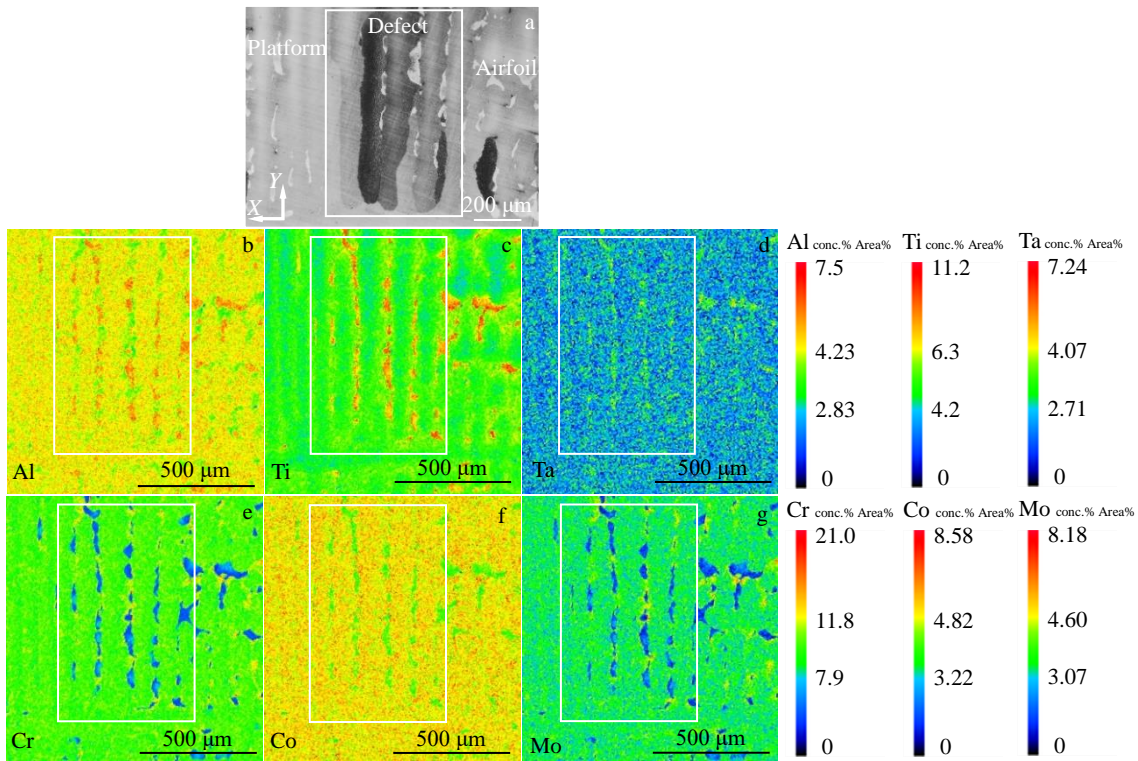 a
Defect
Platform
Airfoil
Y
X
200 μm
b
c
d
Al conc.% Area%
Ti conc.% Area%
Ta conc.% Area%
7.5
11.2
7.24
4.23
6.3
4.07
2.83
4.2
2.71
0
0
0
Al
500 μm
Ti
500 μm
Ta
500 μm
e
f
g
Cr conc.% Area%
Co conc.% Area%
Mo conc.% Area%
21.0
8.58
8.18
11.8
4.82
4.60
7.9
3.22
3.07
0
0
0
Cr
500 μm
Co
500 μm
Mo
500 μm